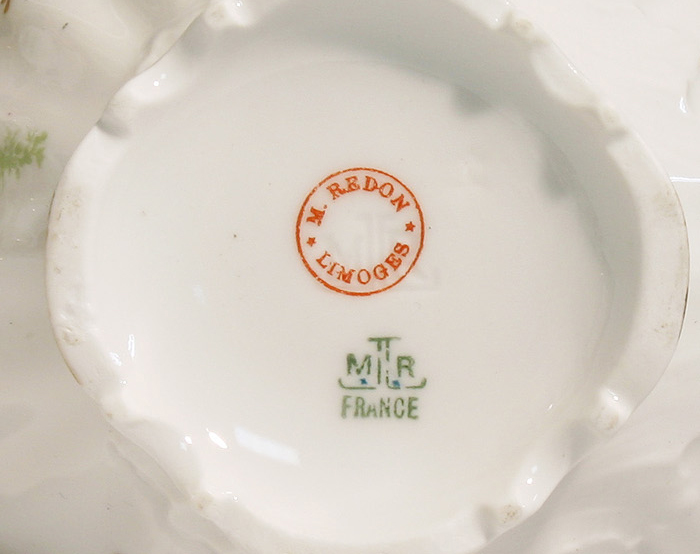 M. REDON
LIMOGES
M R
FRANCE